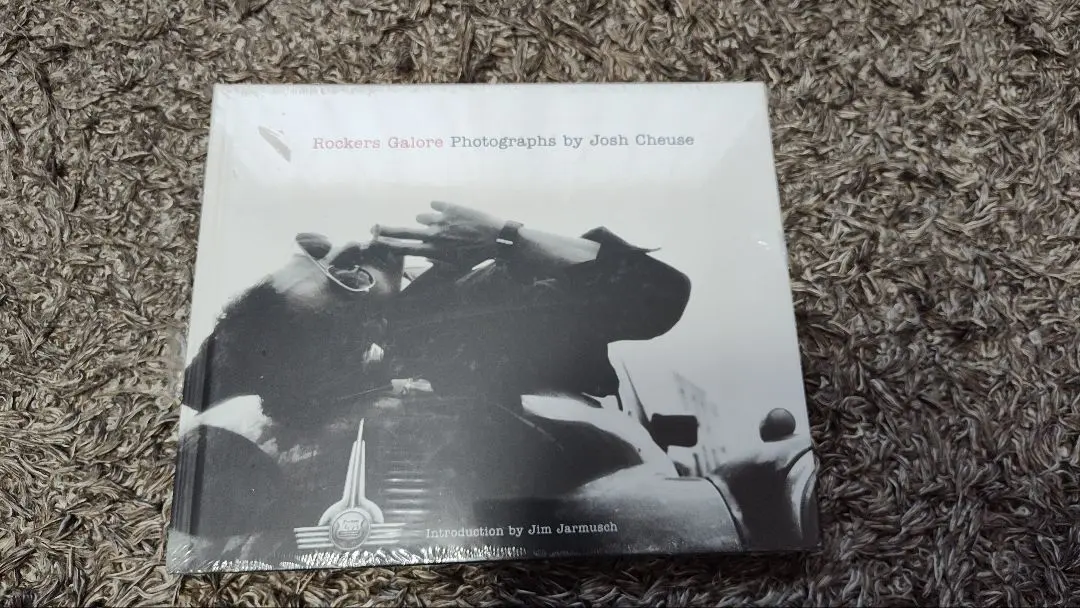 Rockers Galore Photographs by Josh Cheuse
Introduction by Jim Jarmusch